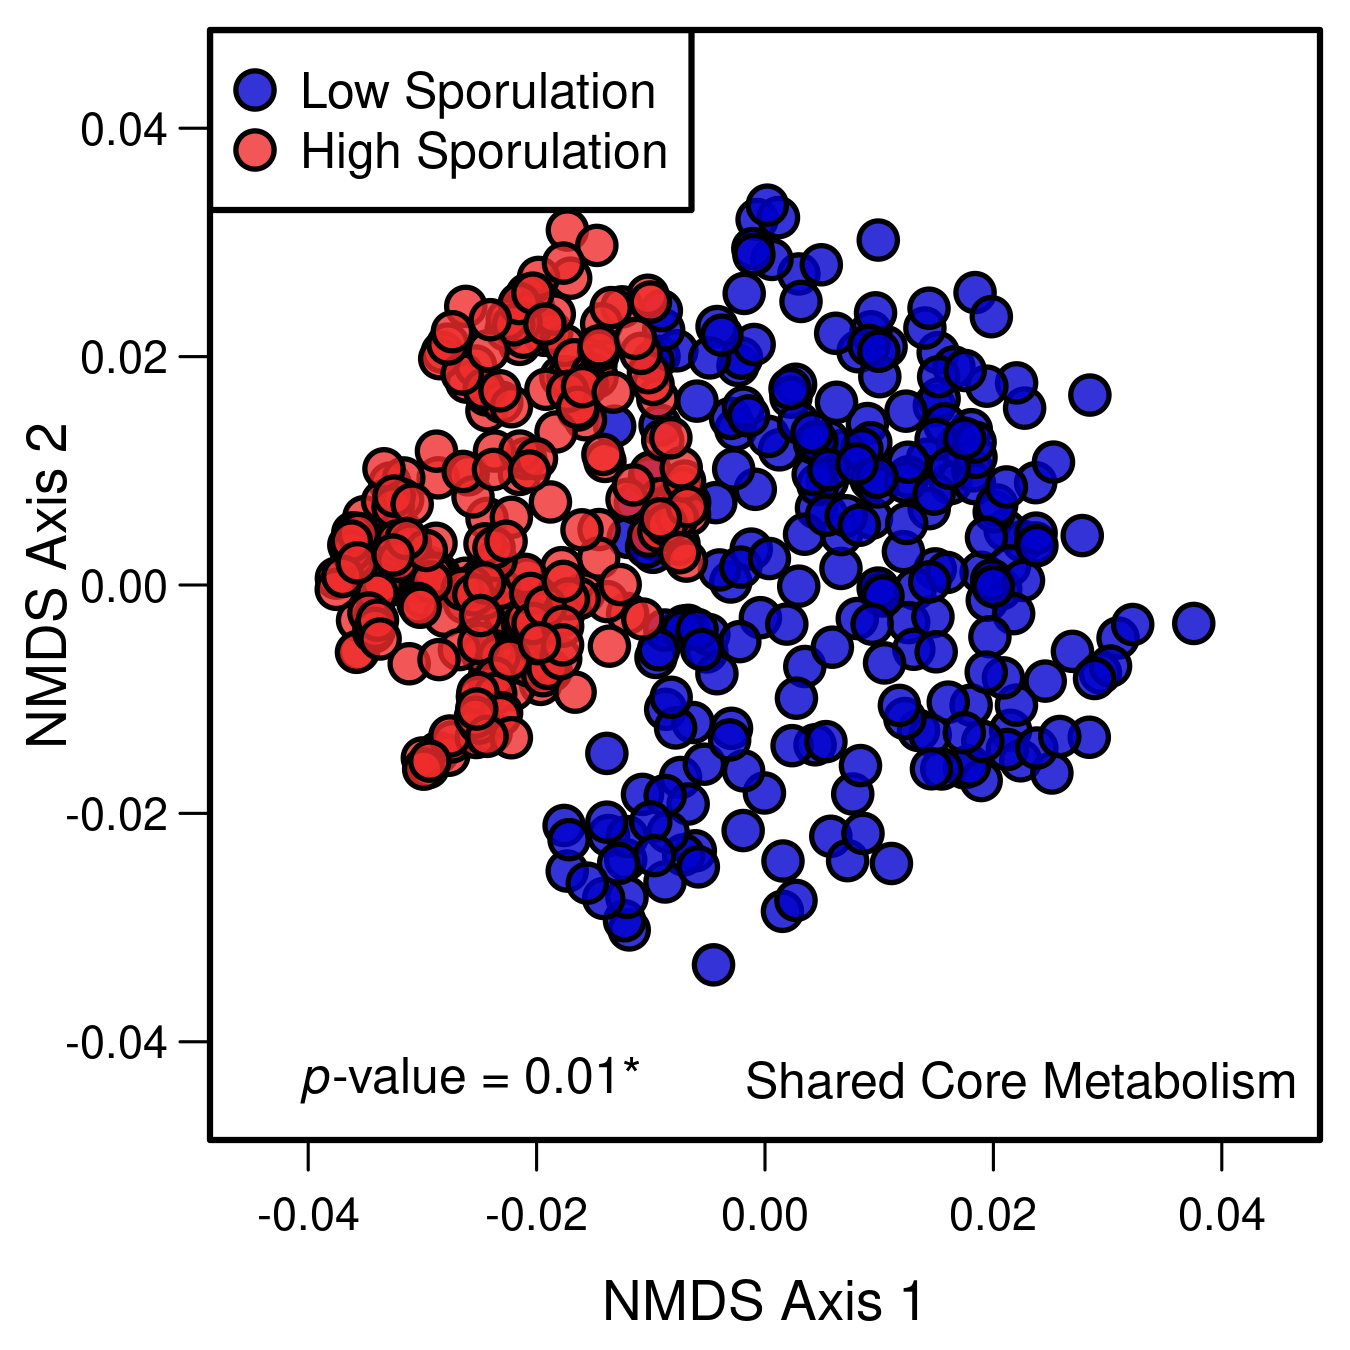 Low Sporulation
High Sporulation
0.04
0.02
0.00
-0.02
-0.04
NMDS Axis 2
p-value = 0.01*
Shared Core Metabolism
-0.04 -0.02 0.00 0.02 0.04
NMDS Axis 1